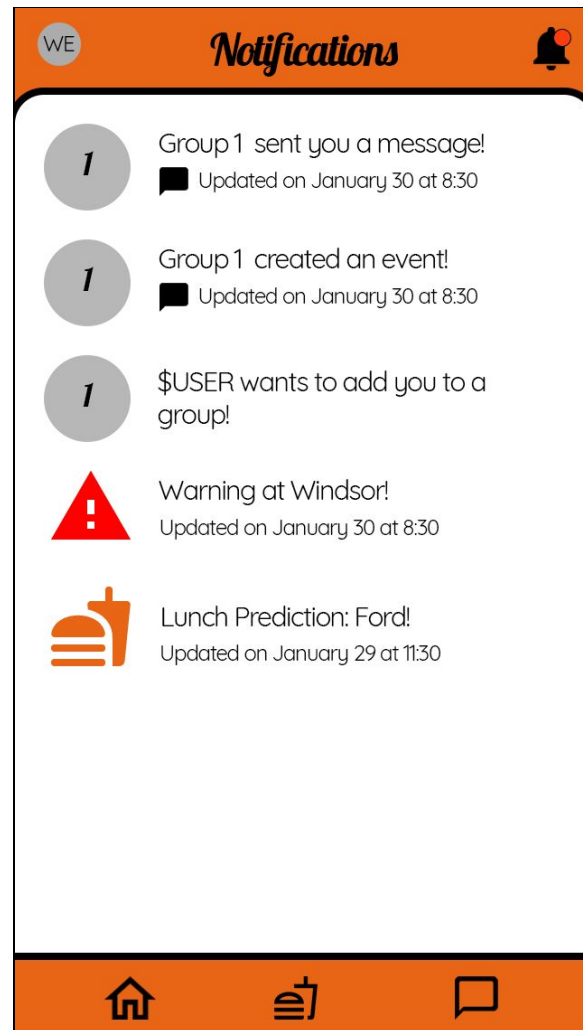 WE
Notifications
1
Group 1 sent you a message!
Updated on January 30 at 8:30
1
Group 1 created an event!
Updated on January 30 at 8:30
1
$USER wants to add you to a
group!
Warning at Windsor!
Updated on January 30 at 8:30
Lunch Prediction: Ford!
Updated on January 29 at 11:30